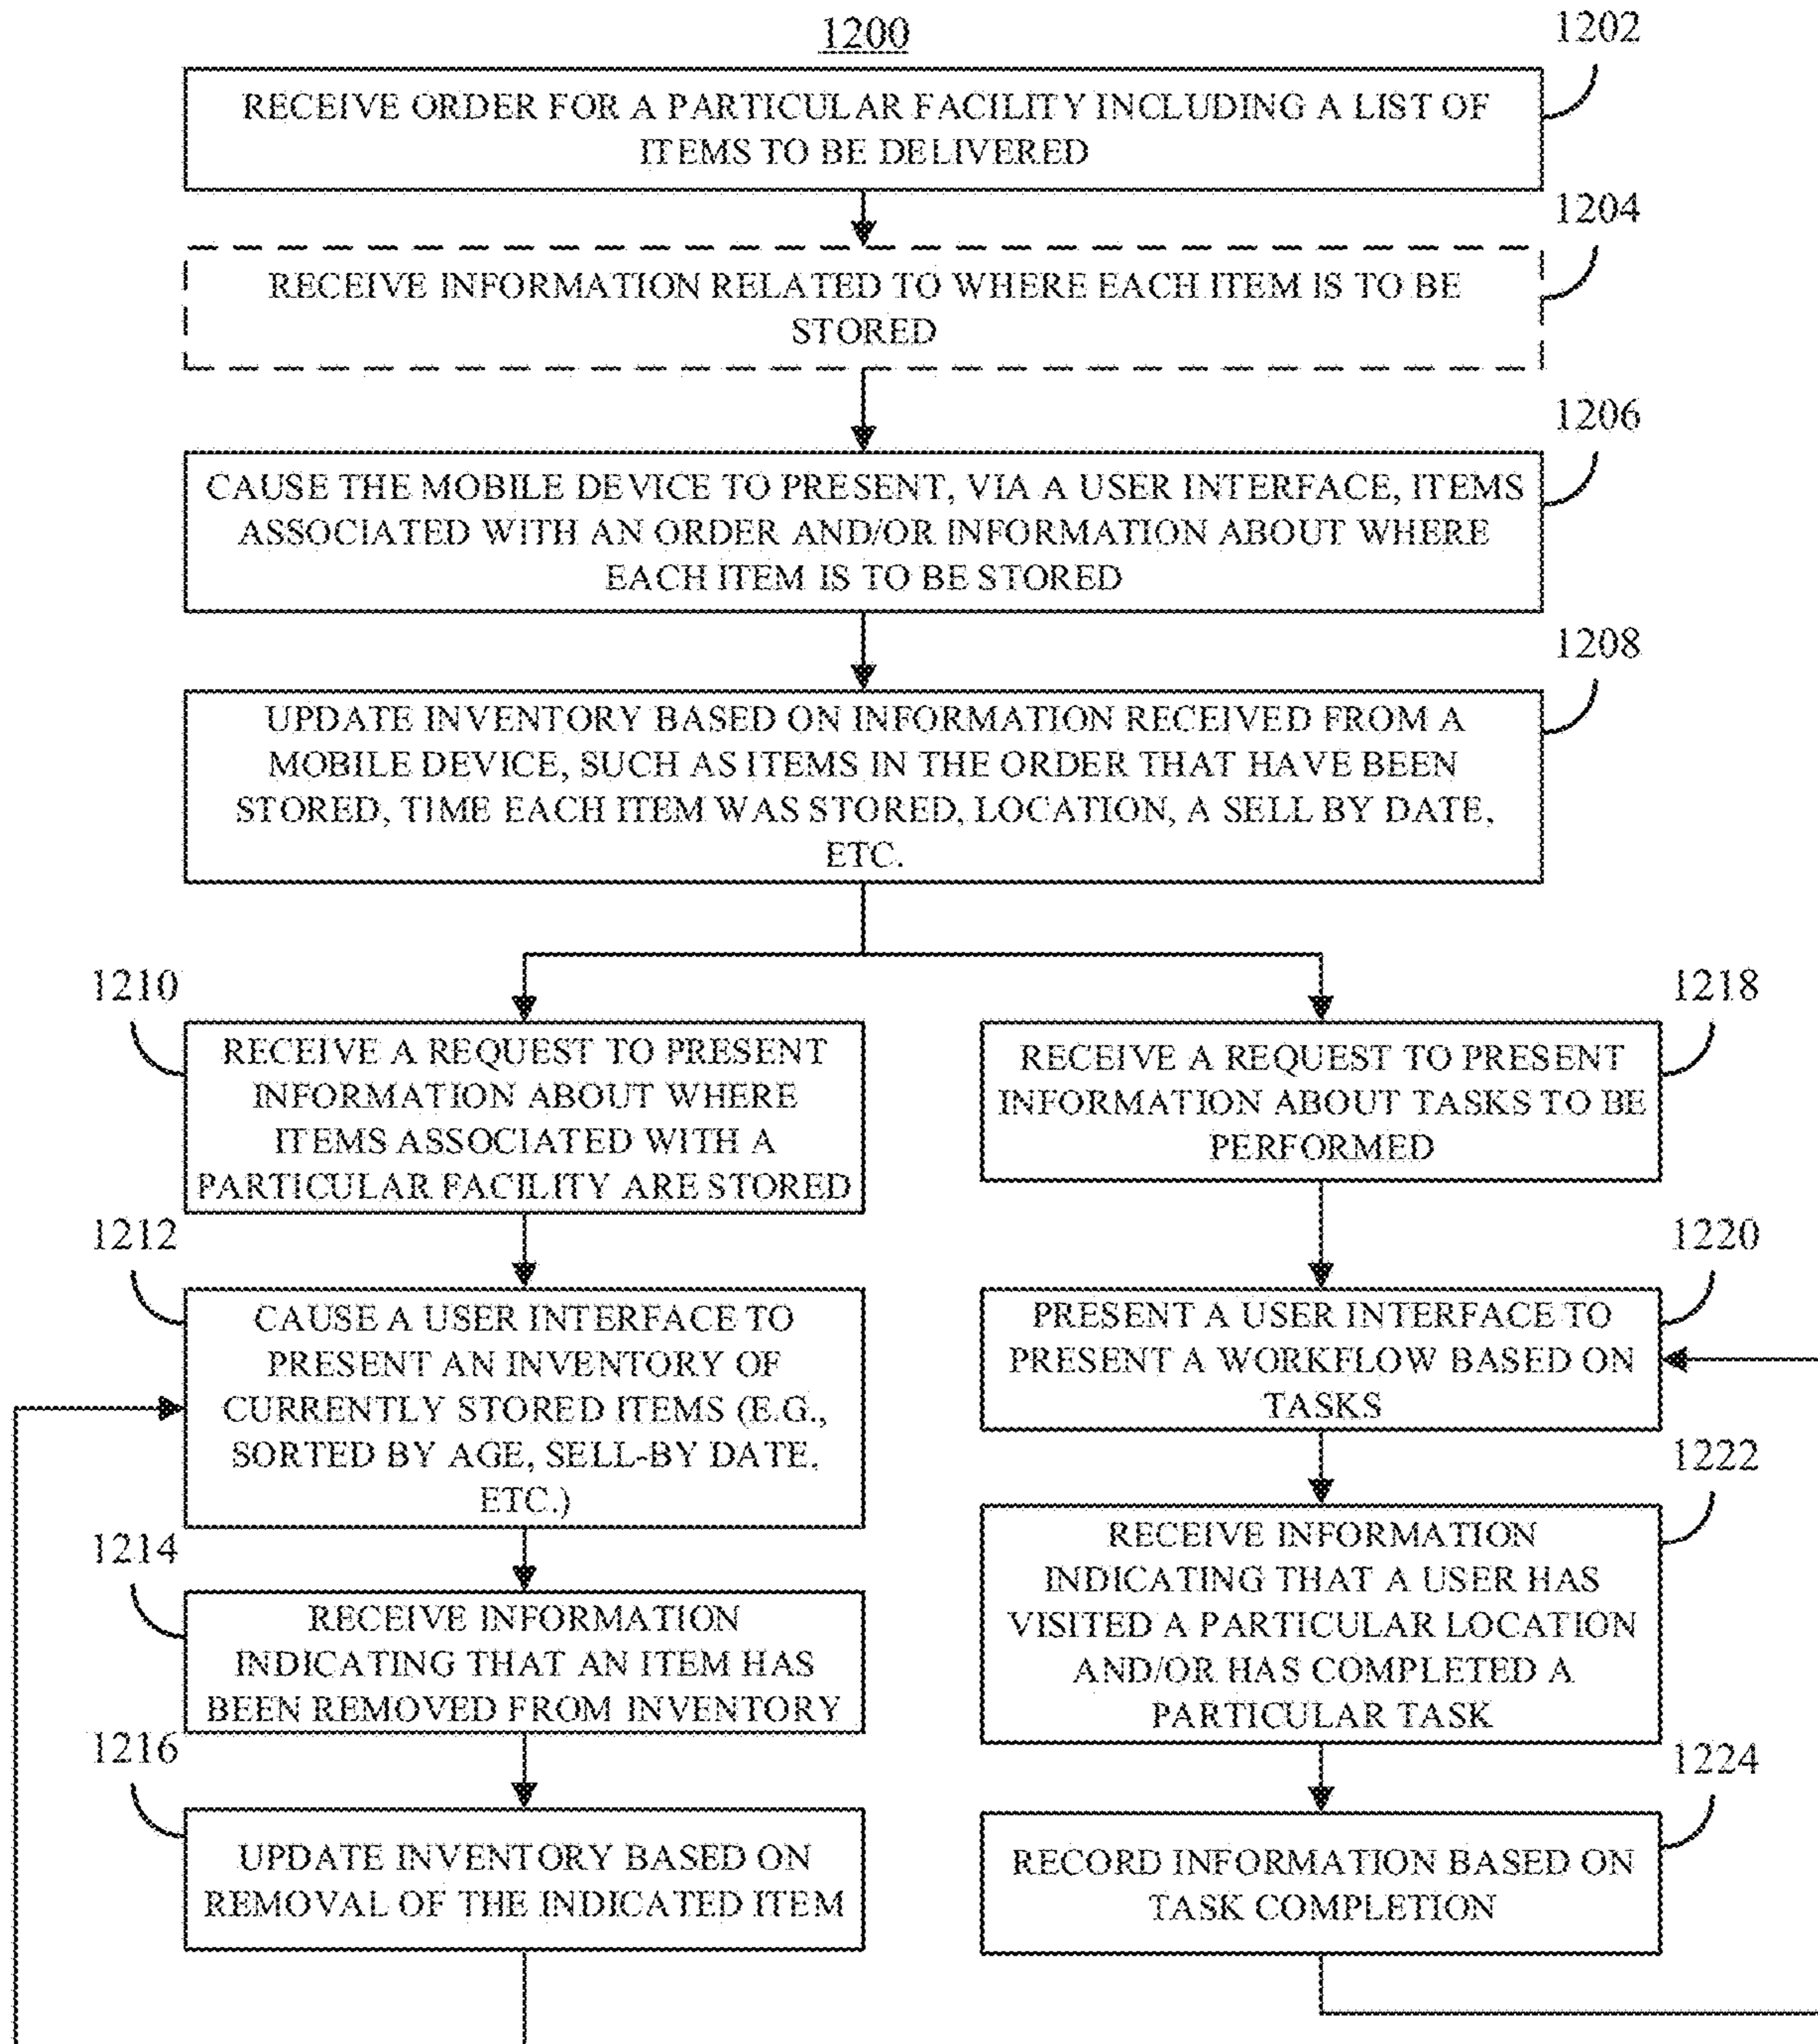 1200
1202
RECEIVE ORDER FOR A PARTICULAR FACILITY INCLUDING A LIST OF
ITEMS TO BE DELIVERED
1204
RECEIVE INFORMATION RELATED TO WHERE EACH ITEM IS TO BE
STORED
1206
CAUSE THE MOBILE DEVICE TO PRESENT, VIA A USER INTERFACE, ITEMS
ASSOCIATED WITH AN ORDER AND/OR INFORMATION ABOUT WHERE
EACH ITEM IS TO BE STORED
1208
UPDATE INVENTORY BASED ON INFORMATION RECEIVED FROM A
MOBILE DEVICE, SUCH AS ITEMS IN THE ORDER THAT HAVE BEEN
STORED, TIME EACH ITEM WAS STORED, LOCATION, A SELL BY DATE,
ETC.
1210
RECEIVE A REQUEST TO PRESENT
INFORMATION ABOUT WHERE
ITEMS ASSOCIATED WITH A
PARTICULAR FACILITY ARE STORED
1212
CAUSE A USER INTERFACE TO
PRESENT AN INVENTORY OF
CURRENTLY STORED ITEMS (E.G.,
SORTED BY AGE, SELL-BY DATE,
ETC.)
1214
RECEIVE INFORMATION
INDICATING THAT AN ITEM HAS
BEEN REMOVED FROM INVENTORY
1216
UPDATE INVENTORY BASED ON
REMOVAL OF THE INDICATED ITEM
1218
RECEIVE A REQUEST TO PRESENT
INFORMATION ABOUT TASKS TO BE
PERFORMED
1220
PRESENT A USER INTERFACE TO
PRESENT A WORKFLOW BASED ON
TASKS
1222
RECEIVE INFORMATION
INDICATING THAT A USER HAS
VISITED A PARTICULAR LOCATION
AND/OR HAS COMPLETED A
PARTICULAR TASK
1224
RECORD INFORMATION BASED ON
TASK COMPLETION